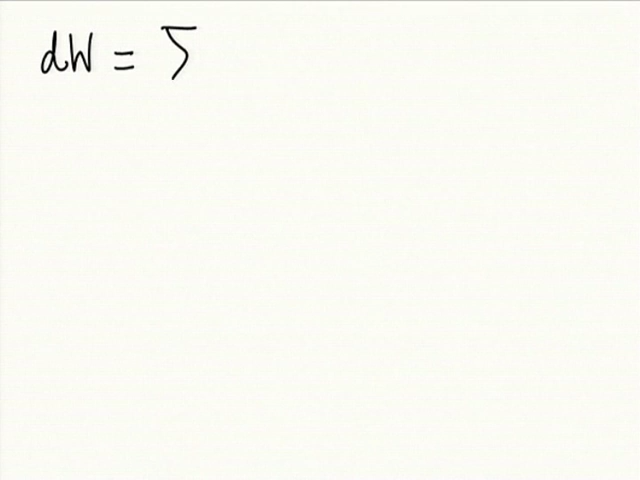 dW =